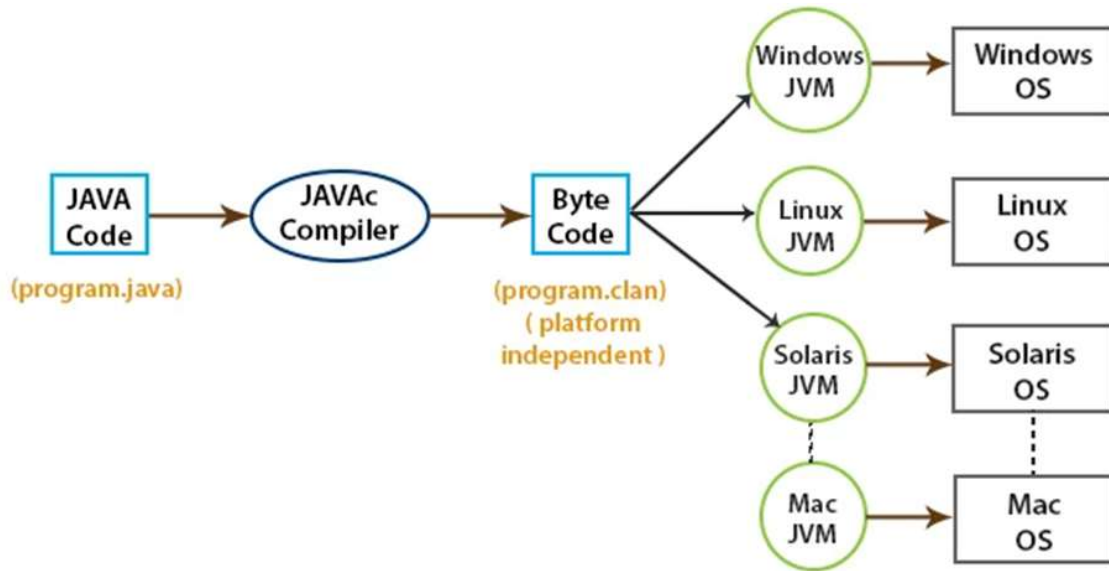 JAVA
Code
(program.java)
JAVAc
Compiler
Byte
Code
(program.clan)
( platform
independent )
Windows
JVM
Windows
OS
Linux
JVM
Linux
OS
Solaris
JVM
Solaris
OS
Mac
JVM
Mac
OS